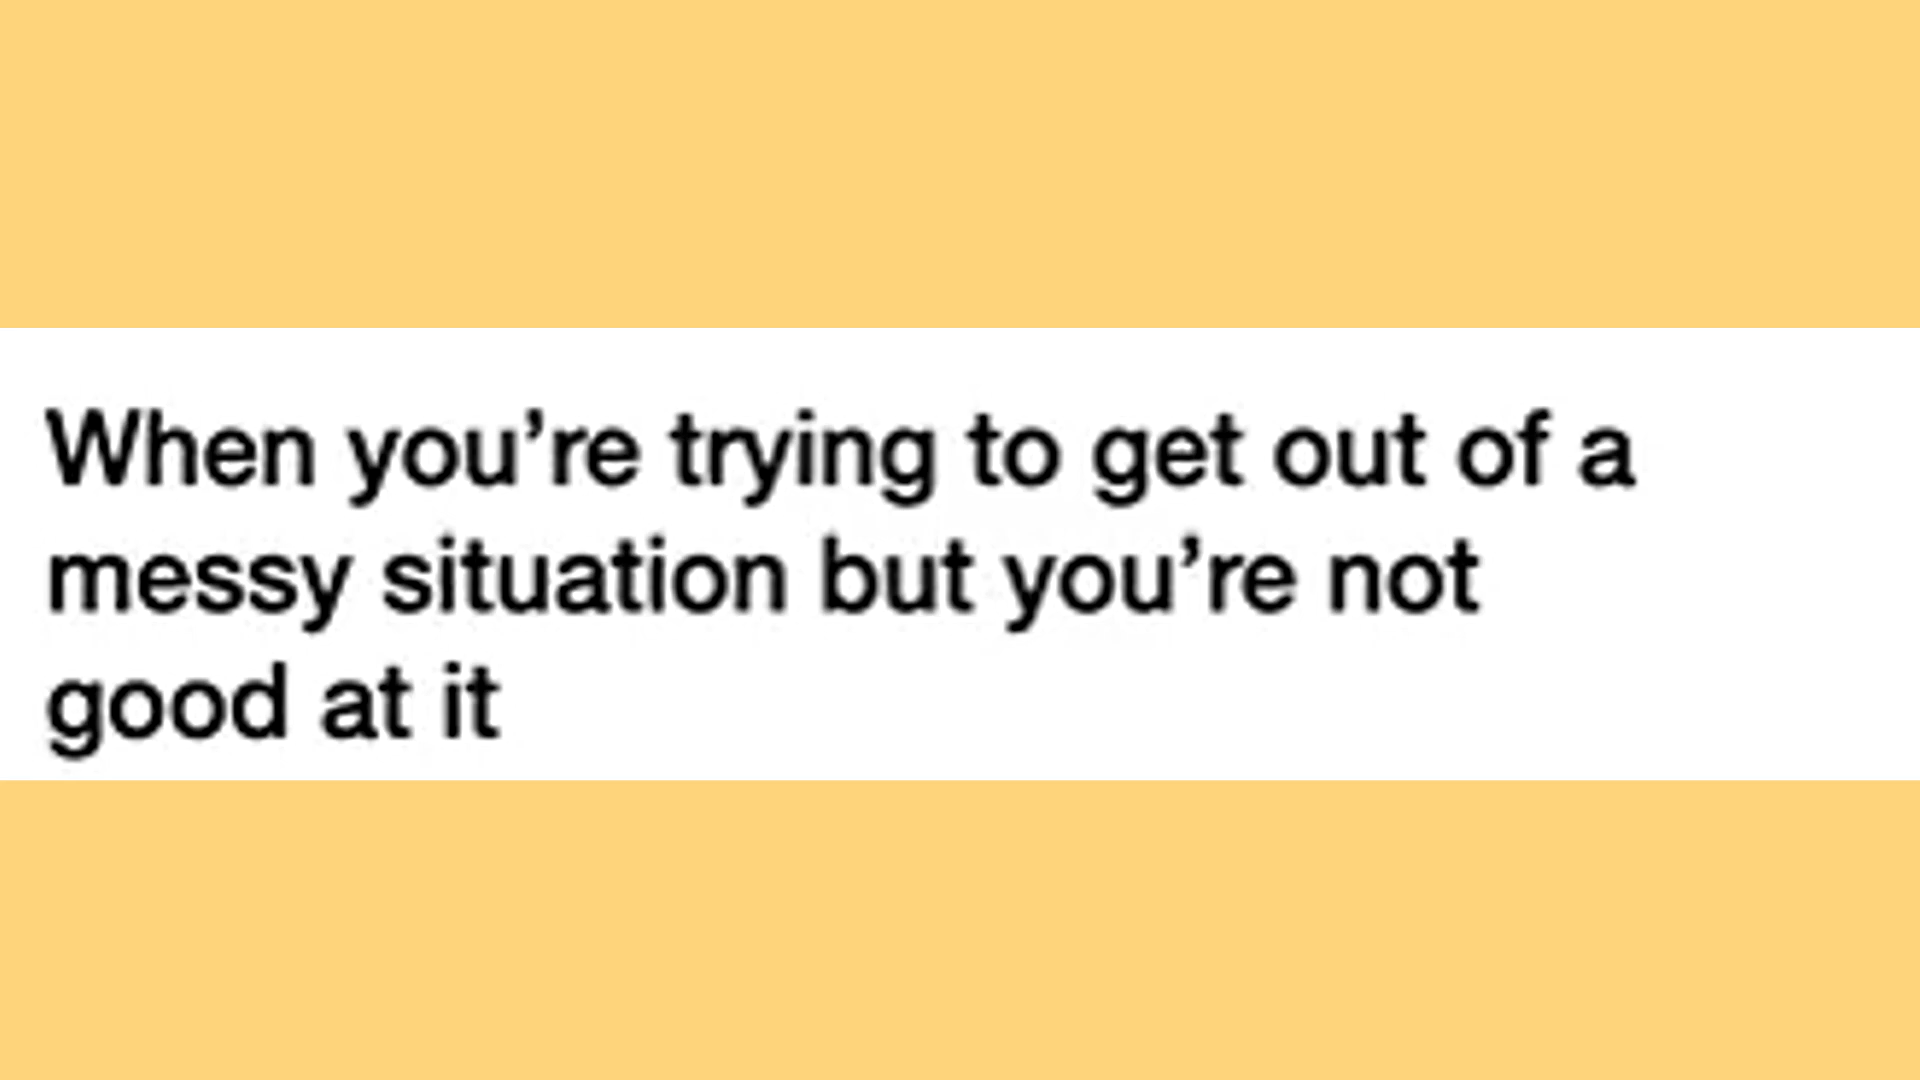 When you’re trying to get out of a
messy situation but you’re not
good at it